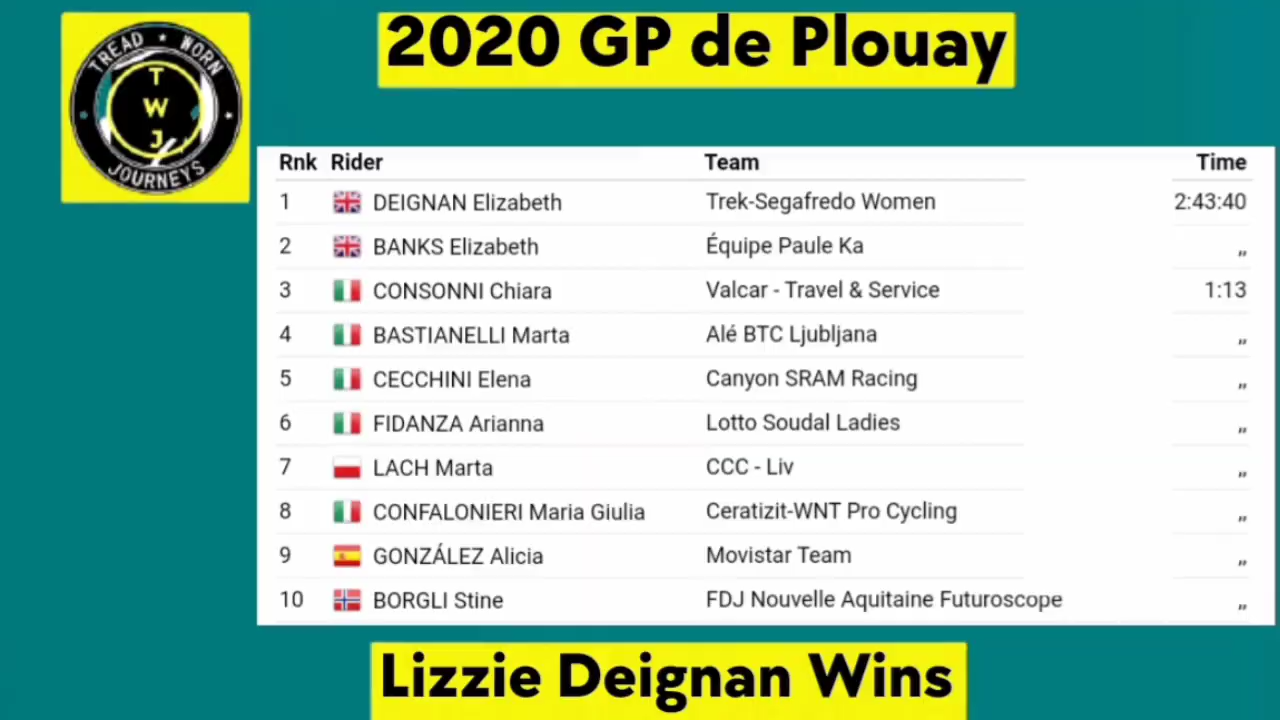 2020 GP de Plouay
TREAD ★ WORN
T
W
J
JOURNEYS
Rnk Rider Team Time
1 DEIGNAN Elizabeth Trek-Segafredo Women 2:43:40
2 BANKS Elizabeth Équipe Paule Ka „
3 CONSONNI Chiara Valcar - Travel & Service 1:13
4 BASTIANELLI Marta Alé BTC Ljubljana „
5 CECCHINI Elena Canyon SRAM Racing „
6 FIDANZA Arianna Lotto Soudal Ladies „
7 LACH Marta CCC - Liv „
8 CONFALONIERI Maria Giulia Ceratizit-WNT Pro Cycling „
9 GONZÁLEZ Alicia Movistar Team „
10 BORGLI Stine FDJ Nouvelle Aquitaine Futuroscope „
Lizzie Deignan Wins